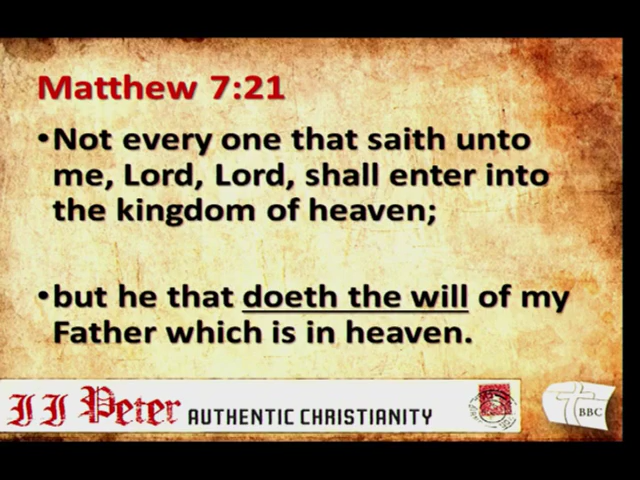 Matthew 7:21
•Not every one that saith unto
me, Lord, Lord, shall enter into
the kingdom of heaven;
•but he that doeth the will of my
Father which is in heaven.
II Peter AUTHENTIC CHRISTIANITY
BBC